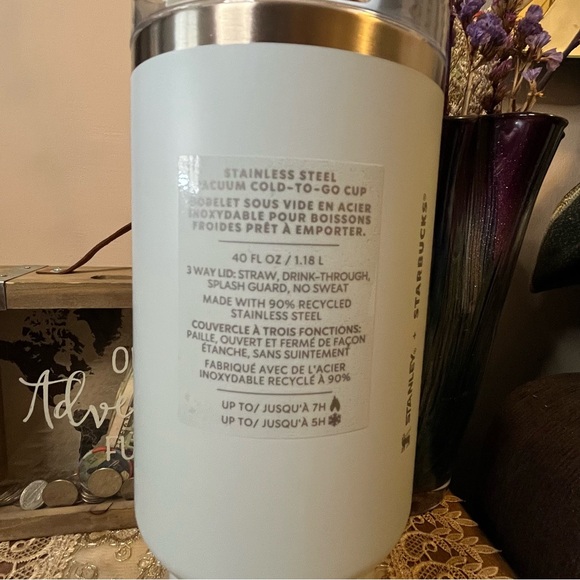 STAINLESS STEEL
VACUUM COLD-TO-GO CUP
GOBELET SOUS VIDE EN ACIER
INOXYDABLE POUR BOISSONS
FROIDES PRÊT À EMPORTER.
40 FL OZ / 1.18 L
3 WAY LID: STRAW, DRINK-THROUGH,
SPLASH GUARD, NO SWEAT
MADE WITH 90% RECYCLED
STAINLESS STEEL
COUVERCLE À TROIS FONCTIONS:
PAILLE, OUVERT ET FERMÉ DE FAÇON
ÉTANCHE, SANS SUINTEMENT
FABRIQUÉ AVEC DE L'ACIER
INOXYDABLE RECYCLÉ À 90%
UP TO/ JUSQU'À 7H
UP TO/ JUSQU'À 5H
STANLEY. + STARBUCKS®